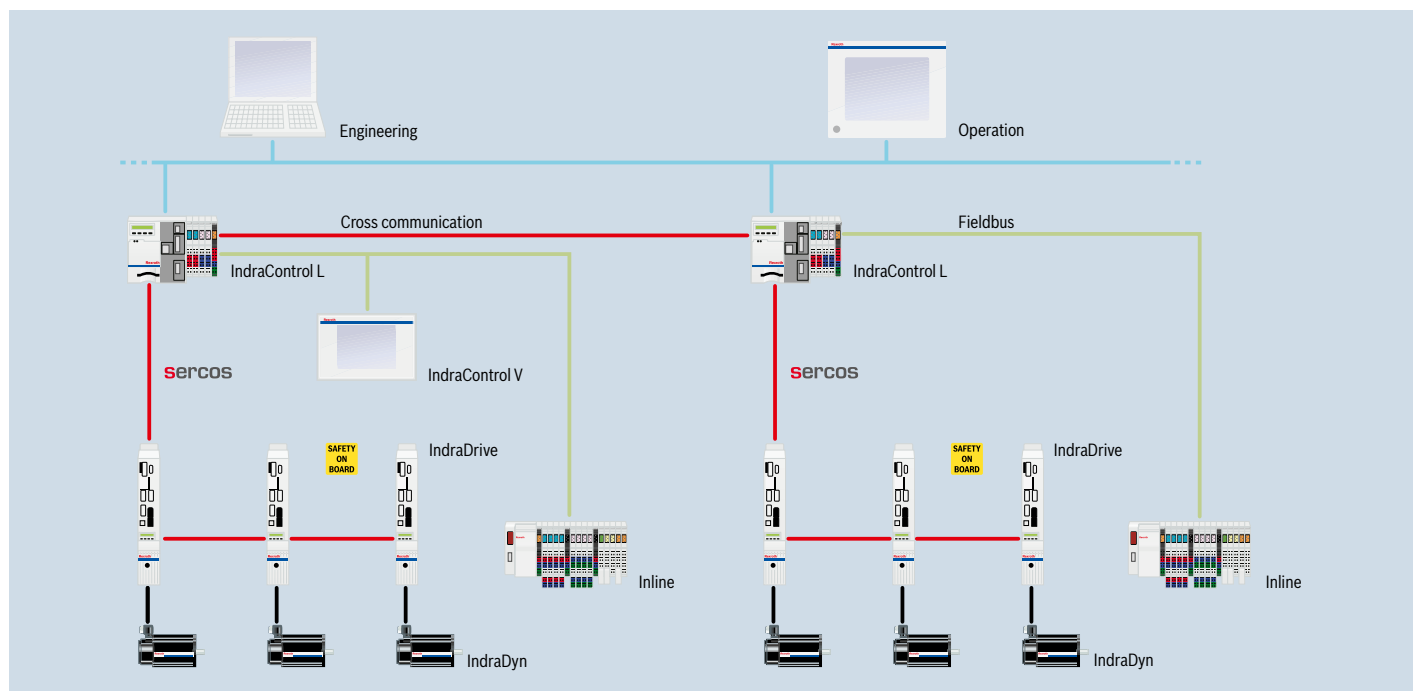 Engineering
Operation
Cross communication
Fieldbus
IndraControl L
IndraControl L
sercos
IndraControl V
sercos
SAFETY
ON
BOARD
IndraDrive
SAFETY
ON
BOARD
IndraDrive
Inline
Inline
IndraDyn
IndraDyn